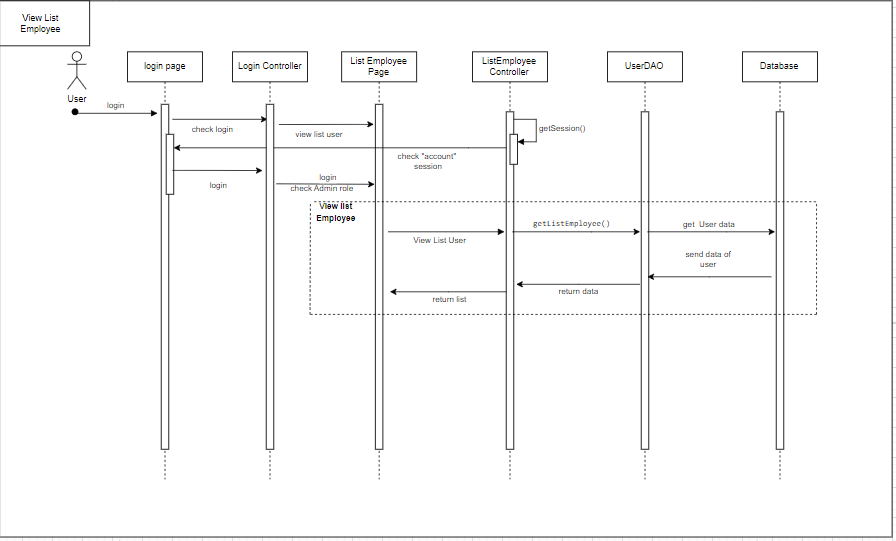 View List
Employee
User
login page
Login Controller
List Employee
Page
ListEmployee
Controller
UserDAO
Database
login
check login
view list user
getSession()
check "account"
session
login
login
check Admin role
View list
Employee
View List User
getListEmployee()
get User data
send data of
user
return data
return list